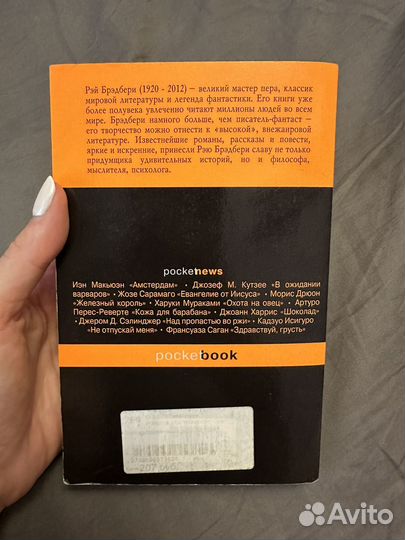 Рэй Брэдбери (1920 - 2012) — великий мастер пера, классик
мировой литературы и легенда фантастики. Его книги уже
более полувека увлеченно читают миллионы людей во всем
мире. Брэдбери намного больше, чем писатель-фантаст —
его творчество можно отнести к «высокой», внежанровой
литературе. Известнейшие романы, рассказы и повести,
яркие и искренние, принесли Рэю Брэдбери славу не только
придумщика удивительных историй, но и философа,
мыслителя, психолога.
pocketnews
Иэн Макьюэн «Амстердам» • Джозеф М. Кутзее «В ожидании
варваров» • Жозе Сарамаго «Евангелие от Иисуса» • Морис Дрюон
«Железный король» • Харуки Мураками «Охота на овец» • Артуро
Перес-Реверте «Кожа для барабана» • Джоанн Харрис «Шоколад»
• Джером Д. Сэлинджер «Над пропастью во ржи» • Кадзуо Исигуро
«Не отпускай меня» • Франсуаза Саган «Здравствуй, грусть»
pocketbook
Avito